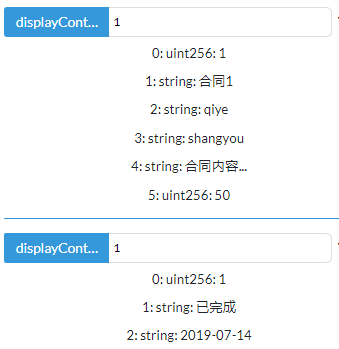 displayCont... 1
0: uint256: 1
1: string: 合同1
2: string: qiye
3: string: shangyou
4: string: 合同内容...
5: uint256: 50
displayCont... 1
0: uint256: 1
1: string: 已完成
2: string: 2019-07-14